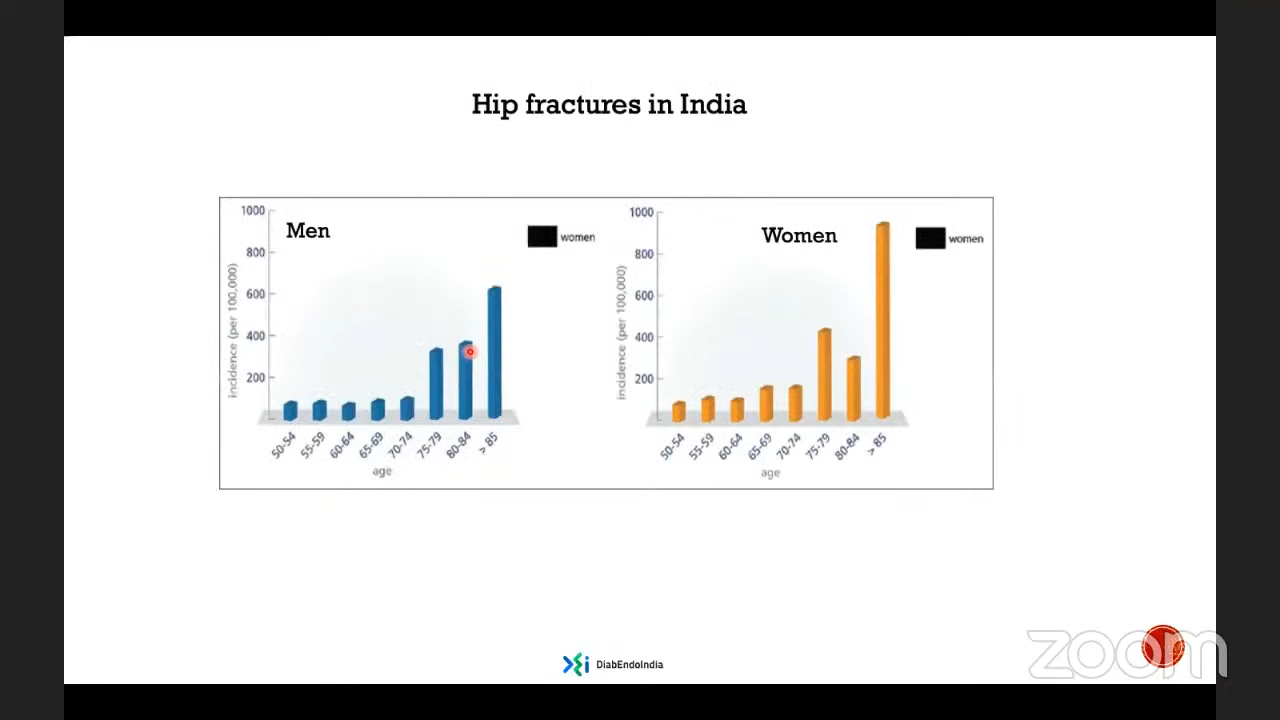 Hip fractures in India
Men
women
1000
800
600
400
200
incidence (per 100,000)
50-54
55-59
60-64
65-69
70-74
75-79
80-84
> 85
age
Women
women
1000
800
600
400
200
incidence (per 100,000)
50-54
55-59
60-64
65-69
70-74
75-79
80-84
> 85
age
DiabEndoIndia
zoom